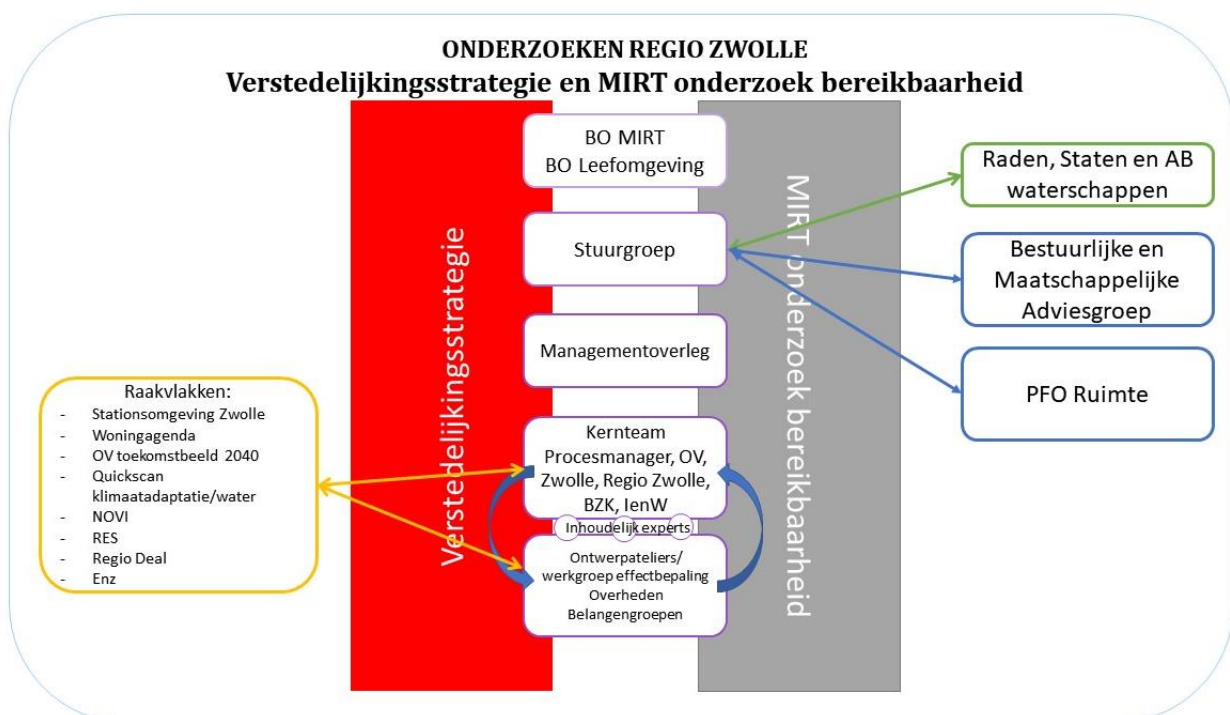 ONDERZOEKEN REGIO ZWOLLE
Verstedelijkingsstrategie en MIRT onderzoek bereikbaarheid
Verstedelijkingsstrategie
BO MIRT
BO Leefomgeving
Stuurgroep
Managementoverleg
Kernteam
Procesmanager, OV,
Zwolle, Regio Zwolle,
BZK, IenW
Inhoudelijk experts
Ontwerpateliers/
werkgroep effectbepaling
Overheden
Belangengroepen
MIRT onderzoek bereikbaarheid
Raden, Staten en AB
waterschappen
Bestuurlijke en
Maatschappelijke
Adviesgroep
PFO Ruimte
Raakvlakken:
- Stationsomgeving Zwolle
- Woningagenda
- OV toekomstbeeld 2040
- Quickscan
klimaatadaptatie/water
- NOVI
- RES
- Regio Deal
- Enz